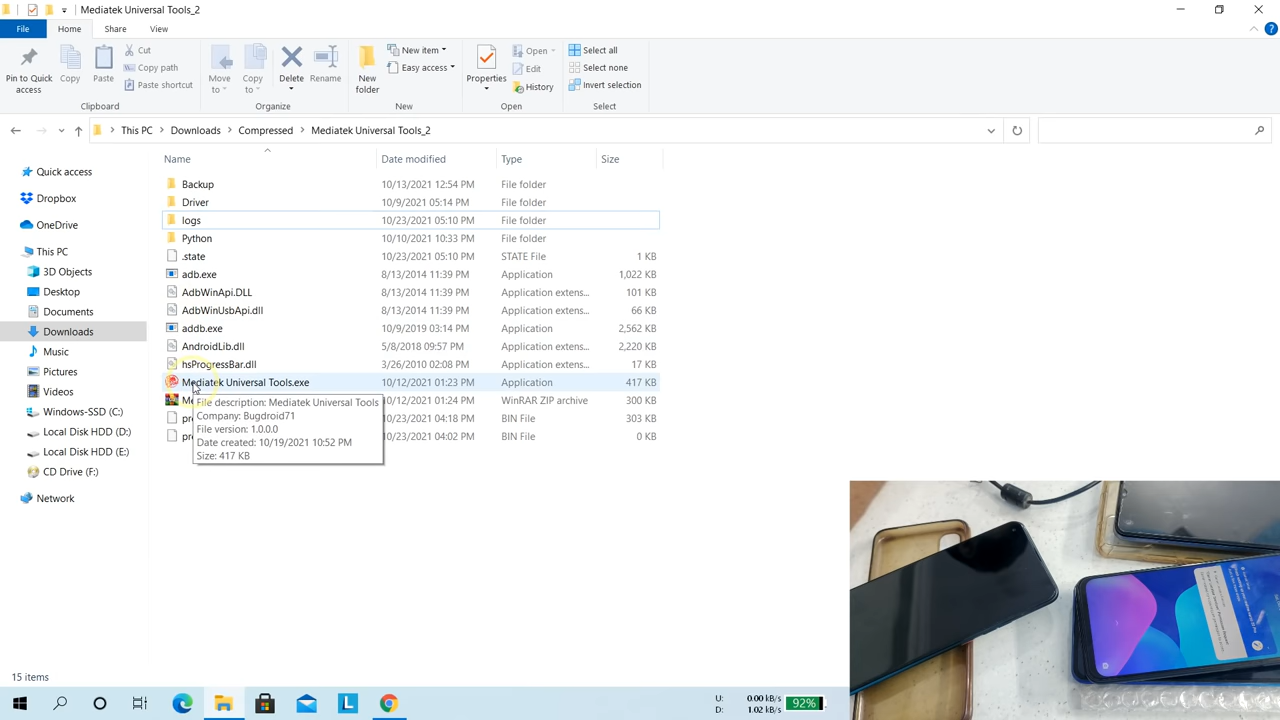 Mediatek Universal Tools_2
File Home Share View
Pin to Quick access
Copy
Paste
Cut
Copy path
Paste shortcut
Clipboard
Move to
Copy to
Delete
Rename
Organize
New folder
New item
Easy access
New
Properties
Open
Edit
History
Open
Select all
Select none
Invert selection
Select
This PC Downloads Compressed Mediatek Universal Tools_2
Quick access
Dropbox
OneDrive
This PC
3D Objects
Desktop
Documents
Downloads
Music
Pictures
Videos
Windows-SSD (C:)
Local Disk HDD (D:)
Local Disk HDD (E:)
CD Drive (F:)
Network
Name Date modified Type Size
Backup 10/13/2021 12:54 PM File folder
Driver 10/9/2021 05:14 PM File folder
logs 10/23/2021 05:10 PM File folder
Python 10/10/2021 10:33 PM File folder
.state 10/23/2021 05:10 PM STATE File 1 KB
adb.exe 8/13/2014 11:39 PM Application 1,022 KB
AdbWinApi.DLL 8/13/2014 11:39 PM Application extens... 101 KB
AdbWinUsbApi.dll 8/13/2014 11:39 PM Application extens... 66 KB
addb.exe 10/9/2019 03:14 PM Application 2,562 KB
AndroidLib.dll 5/8/2018 09:57 PM Application extens... 2,220 KB
hsProgressBar.dll 3/26/2010 02:08 PM Application extens... 17 KB
Mediatek Universal Tools.exe 10/12/2021 01:23 PM Application 417 KB
10/12/2021 01:24 PM WinRAR ZIP archive 300 KB
10/23/2021 04:18 PM BIN File 303 KB
10/23/2021 04:02 PM BIN File 0 KB
File description: Mediatek Universal Tools
Company: Bugdroid71
File version: 1.0.0.0
Date created: 10/19/2021 10:52 PM
Size: 417 KB
15 items
U: 0.00 kB/s
D: 1.02 kB/s
92%